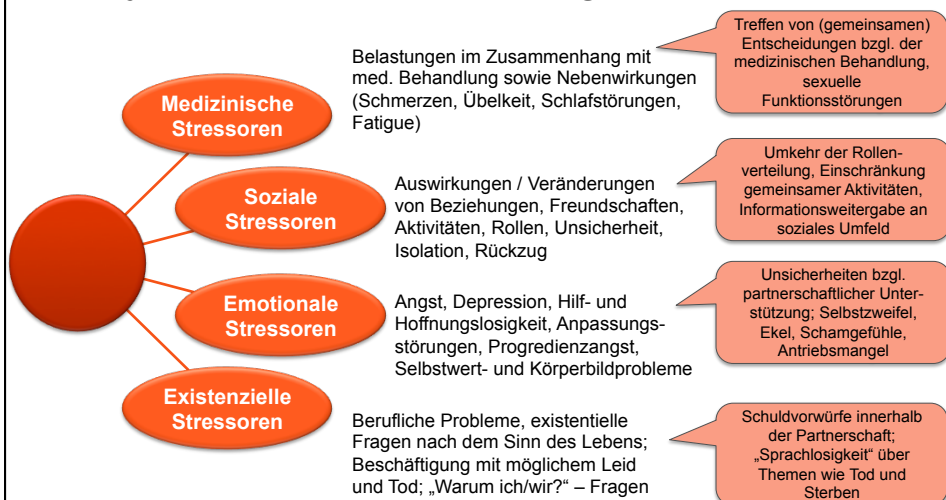 Medizinische
Stressoren
Belastungen im Zusammenhang mit
med. Behandlung sowie Nebenwirkungen
(Schmerzen, Übelkeit, Schlafstörungen,
Fatigue)
Treffen von (gemeinsamen)
Entscheidungen bzgl. der
medizinischen Behandlung,
sexuelle
Funktionsstörungen
Soziale
Stressoren
Auswirkungen / Veränderungen
von Beziehungen, Freundschaften,
Aktivitäten, Rollen, Unsicherheit,
Isolation, Rückzug
Umkehr der Rollen-
verteilung, Einschränkung
gemeinsamer Aktivitäten,
Informationsweitergabe an
soziales Umfeld
Emotionale
Stressoren
Angst, Depression, Hilf- und
Hoffnungslosigkeit, Anpassungs-
störungen, Progredienzangst,
Selbstwert- und Körperbildprobleme
Unsicherheiten bzgl.
partnerschaftlicher Unter-
stützung; Selbstzweifel,
Ekel, Schamgefühle,
Antriebsmangel
Existenzielle
Stressoren
Berufliche Probleme, existentielle
Fragen nach dem Sinn des Lebens;
Beschäftigung mit möglichem Leid
und Tod; „Warum ich/wir?“ – Fragen
Schuldvorwürfe innerhalb
der Partnerschaft;
„Sprachlosigkeit“ über
Themen wie Tod und
Sterben